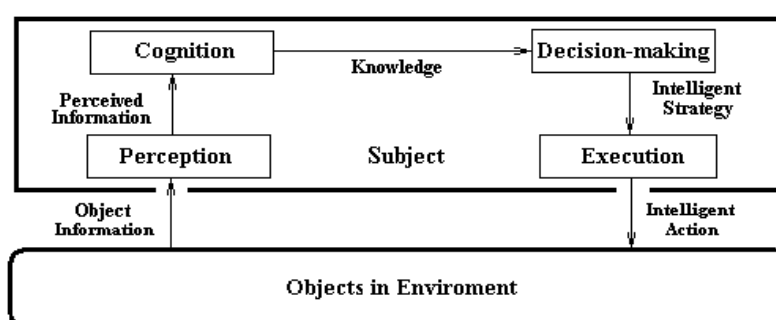 Cognition
Decision-making
Knowledge
Perceived
Information
Intelligent
Strategy
Perception
Subject
Execution
Object
Information
Intelligent
Action
Objects in Enviroment